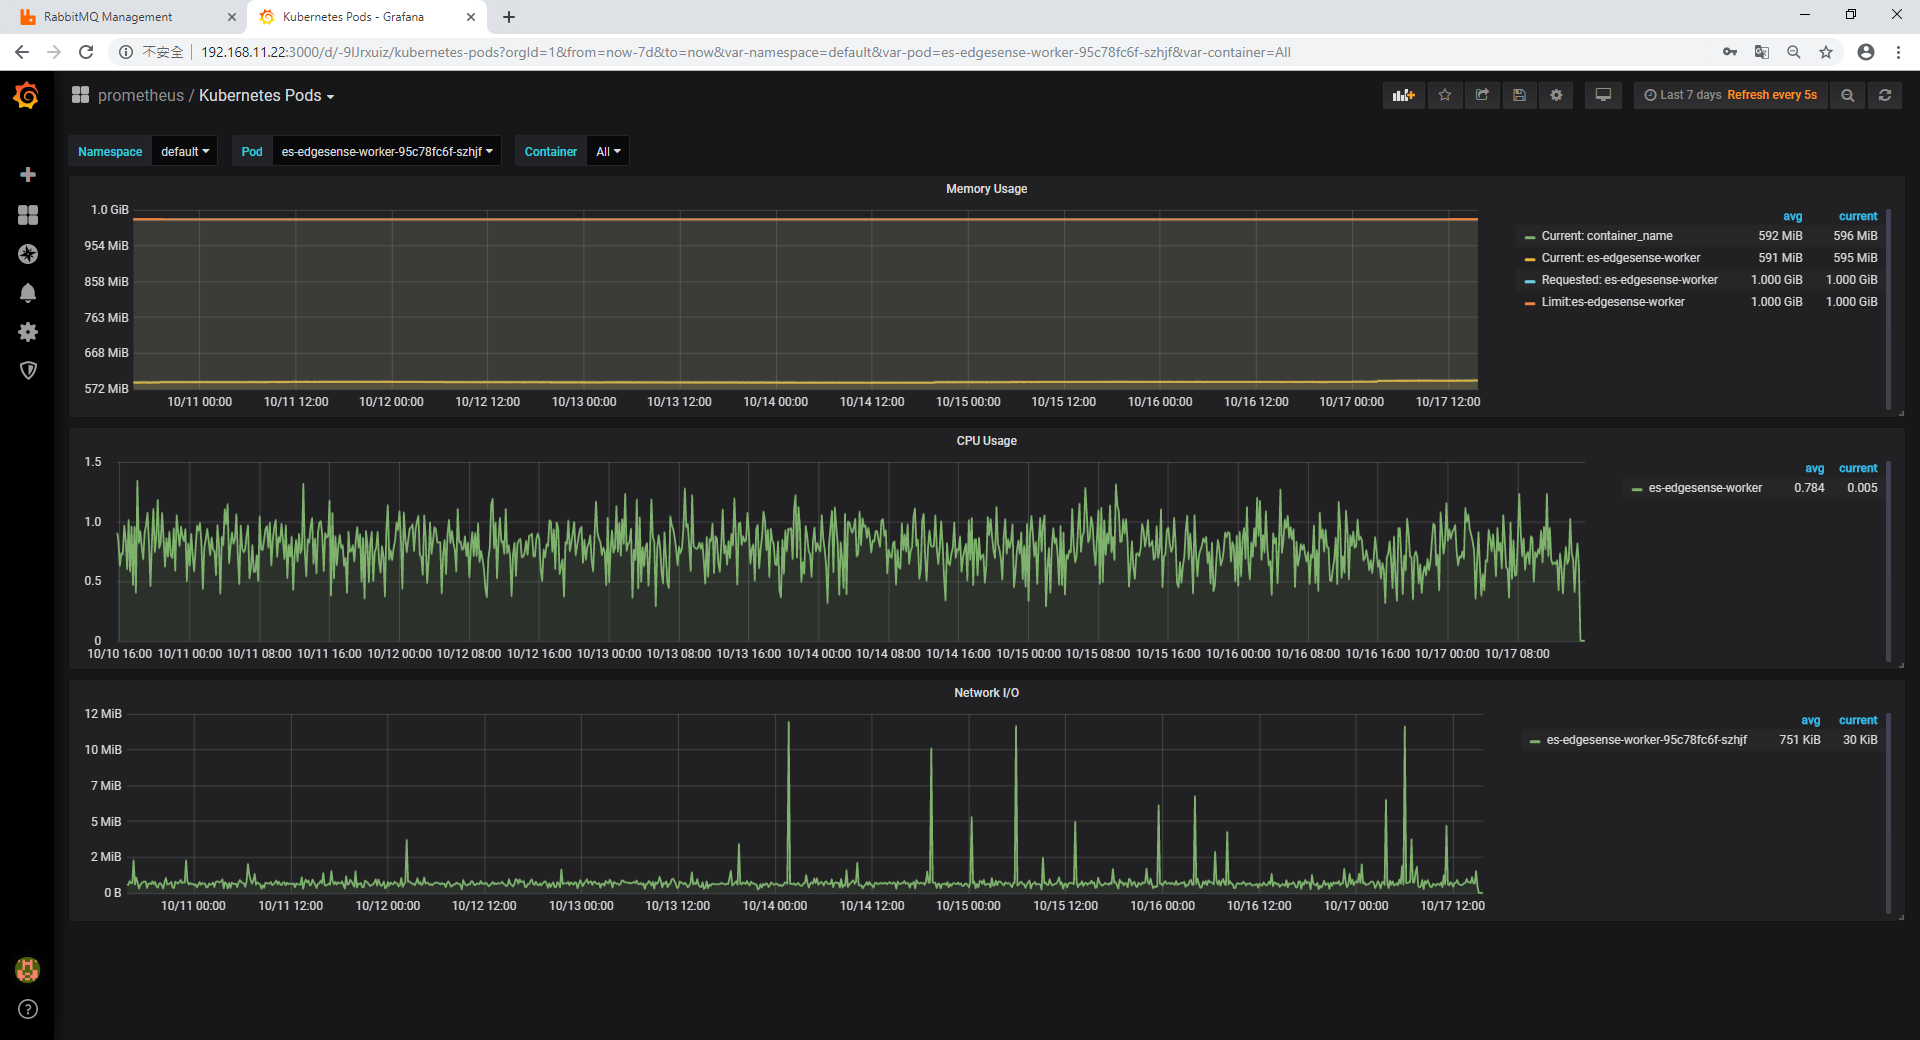 RabbitMQ Management
Kubernetes Pods - Grafana
不安全 192.168.11.22:3000/d/-9IJrxuiz/kubernetes-pods?orgId=1&from=now-7d&to=now&var-namespace=default&var-pod=es-edgesense-worker-95c78fc6f-szhjf&var-container=All
prometheus / Kubernetes Pods
Last 7 days Refresh every 5s
Namespace default Pod es-edgesense-worker-95c78fc6f-szhjf Container All
Memory Usage
1.0 GiB
954 MiB
858 MiB
763 MiB
668 MiB
572 MiB
10/11 00:00 10/11 12:00 10/12 00:00 10/12 12:00 10/13 00:00 10/13 12:00 10/14 00:00 10/14 12:00 10/15 00:00 10/15 12:00 10/16 00:00 10/16 12:00 10/17 00:00 10/17 12:00
avg current
Current: container_name 592 MiB 596 MiB
Current: es-edgesense-worker 591 MiB 595 MiB
Requested: es-edgesense-worker 1.000 GiB 1.000 GiB
Limit:es-edgesense-worker 1.000 GiB 1.000 GiB
CPU Usage
1.5
1.0
0.5
0
10/10 16:00 10/11 00:00 10/11 08:00 10/11 16:00 10/12 00:00 10/12 08:00 10/12 16:00 10/13 00:00 10/13 08:00 10/13 16:00 10/14 00:00 10/14 08:00 10/14 16:00 10/15 00:00 10/15 08:00 10/15 16:00 10/16 00:00 10/16 08:00 10/16 16:00 10/17 00:00 10/17 08:00
avg current
es-edgesense-worker 0.784 0.005
Network I/O
12 MiB
10 MiB
7 MiB
5 MiB
2 MiB
0 B
10/11 00:00 10/11 12:00 10/12 00:00 10/12 12:00 10/13 00:00 10/13 12:00 10/14 00:00 10/14 12:00 10/15 00:00 10/15 12:00 10/16 00:00 10/16 12:00 10/17 00:00 10/17 12:00
avg current
es-edgesense-worker-95c78fc6f-szhjf 751 KiB 30 KiB